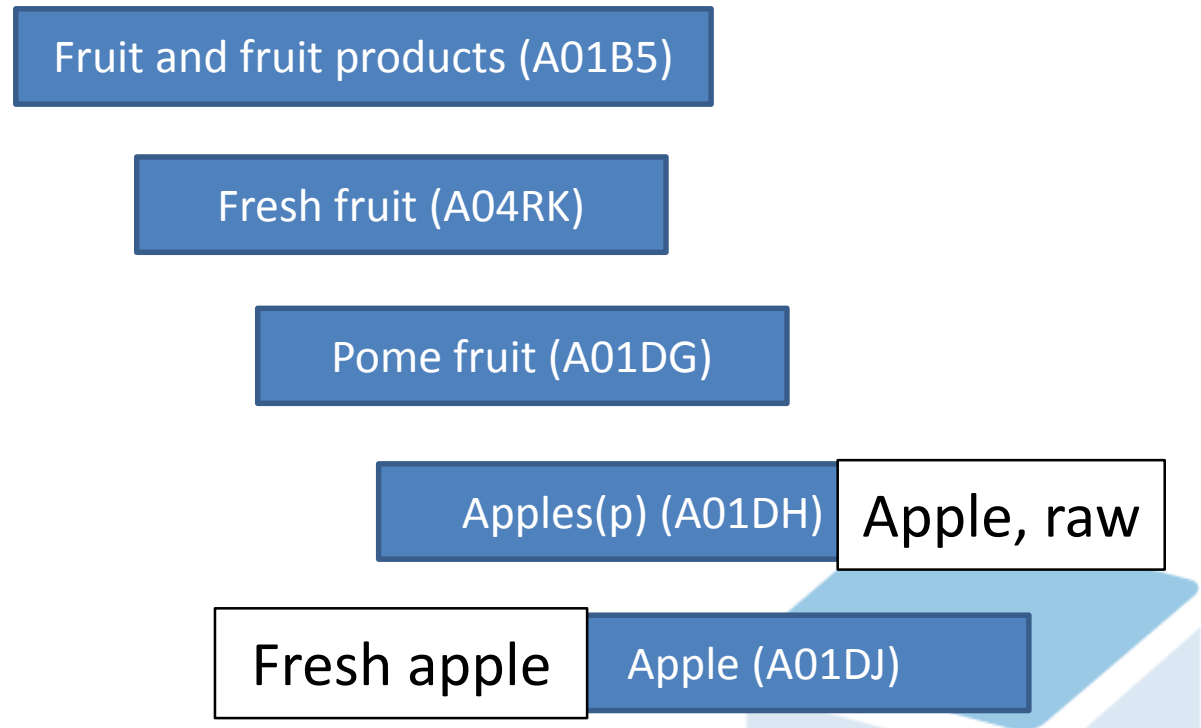 Fruit and fruit products (A01B5)
Fresh fruit (A04RK)
Pome fruit (A01DG)
Apples(p) (A01DH)
Apple, raw
Fresh apple
Apple (A01DJ)